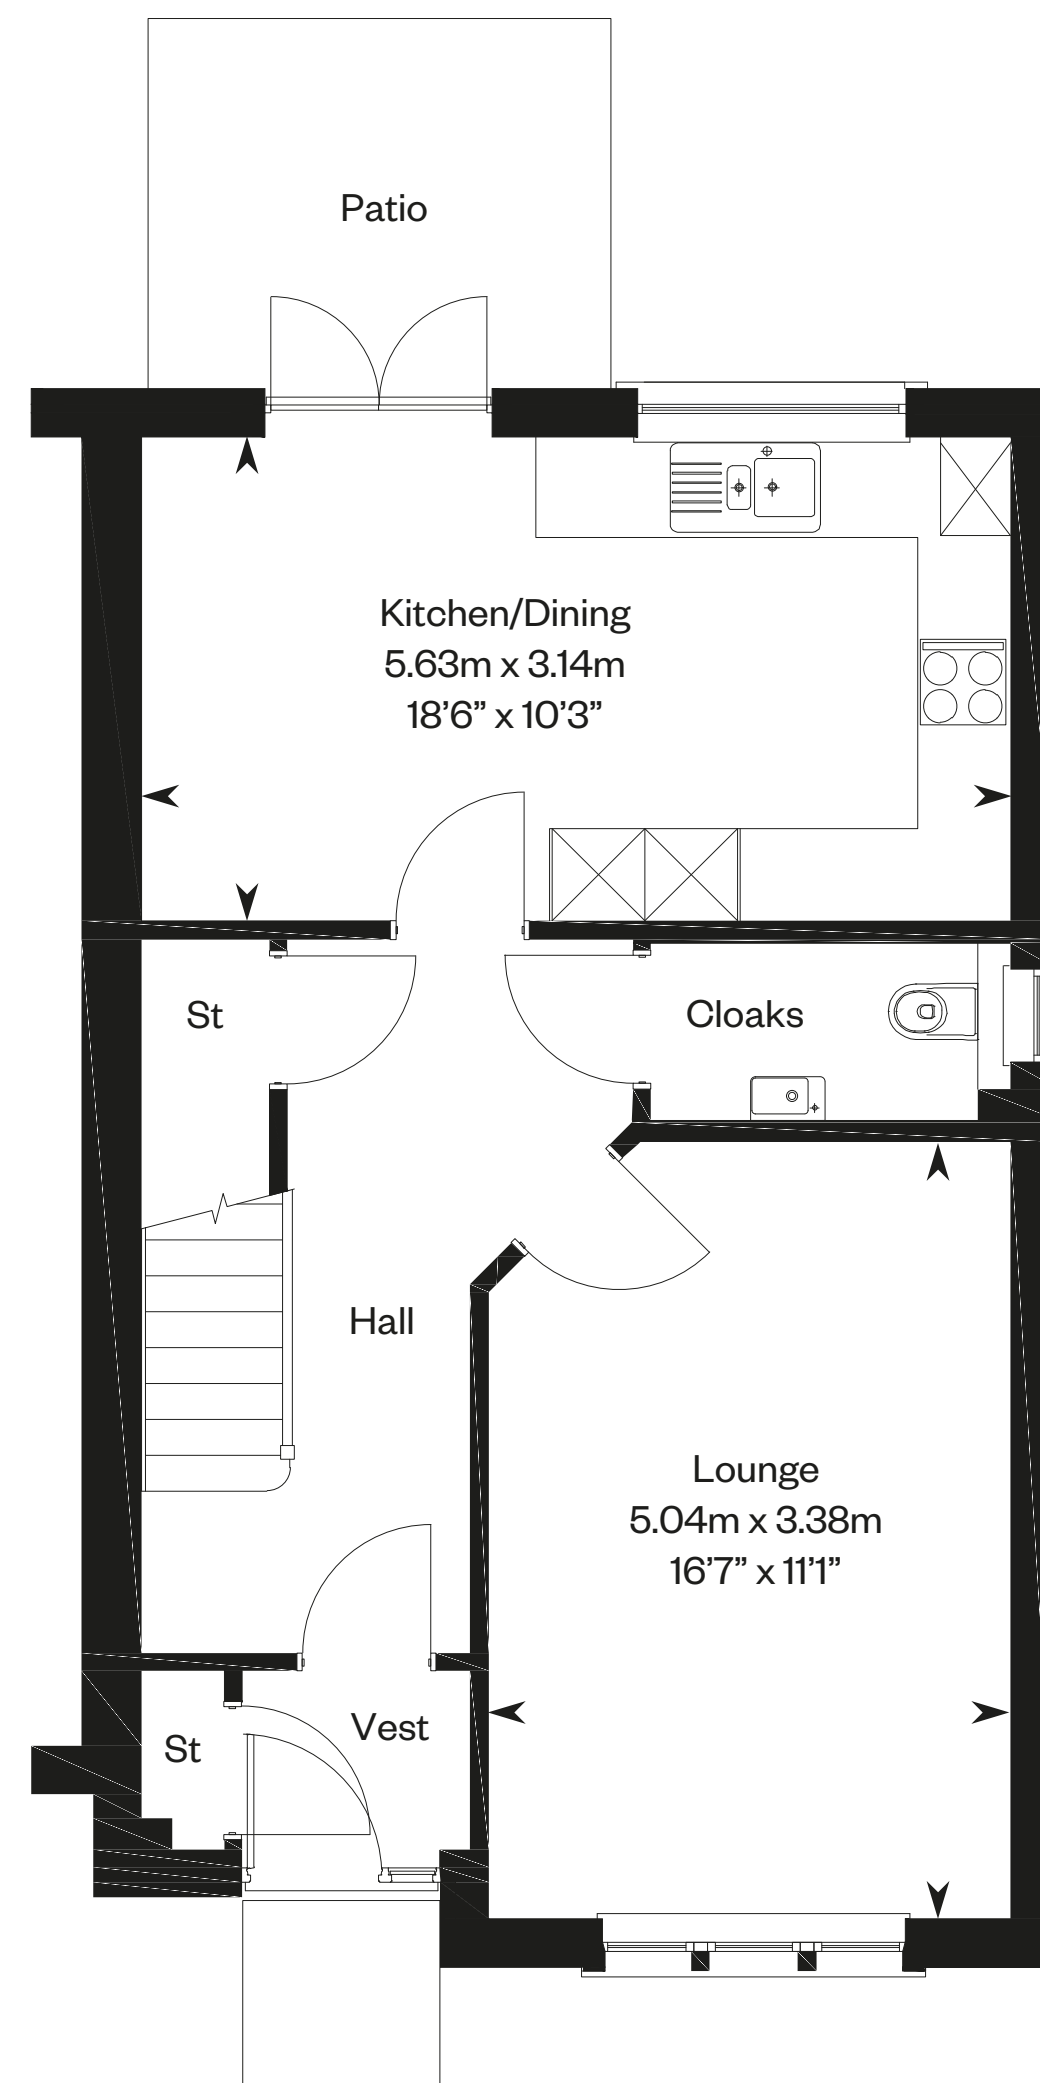 Patio
Kitchen/Dining
5.63m x 3.14m
18’6” x 10’3”
St
Cloaks
Hall
Lounge
5.04m x 3.38m
16’7” x 11’1”
Vest
St